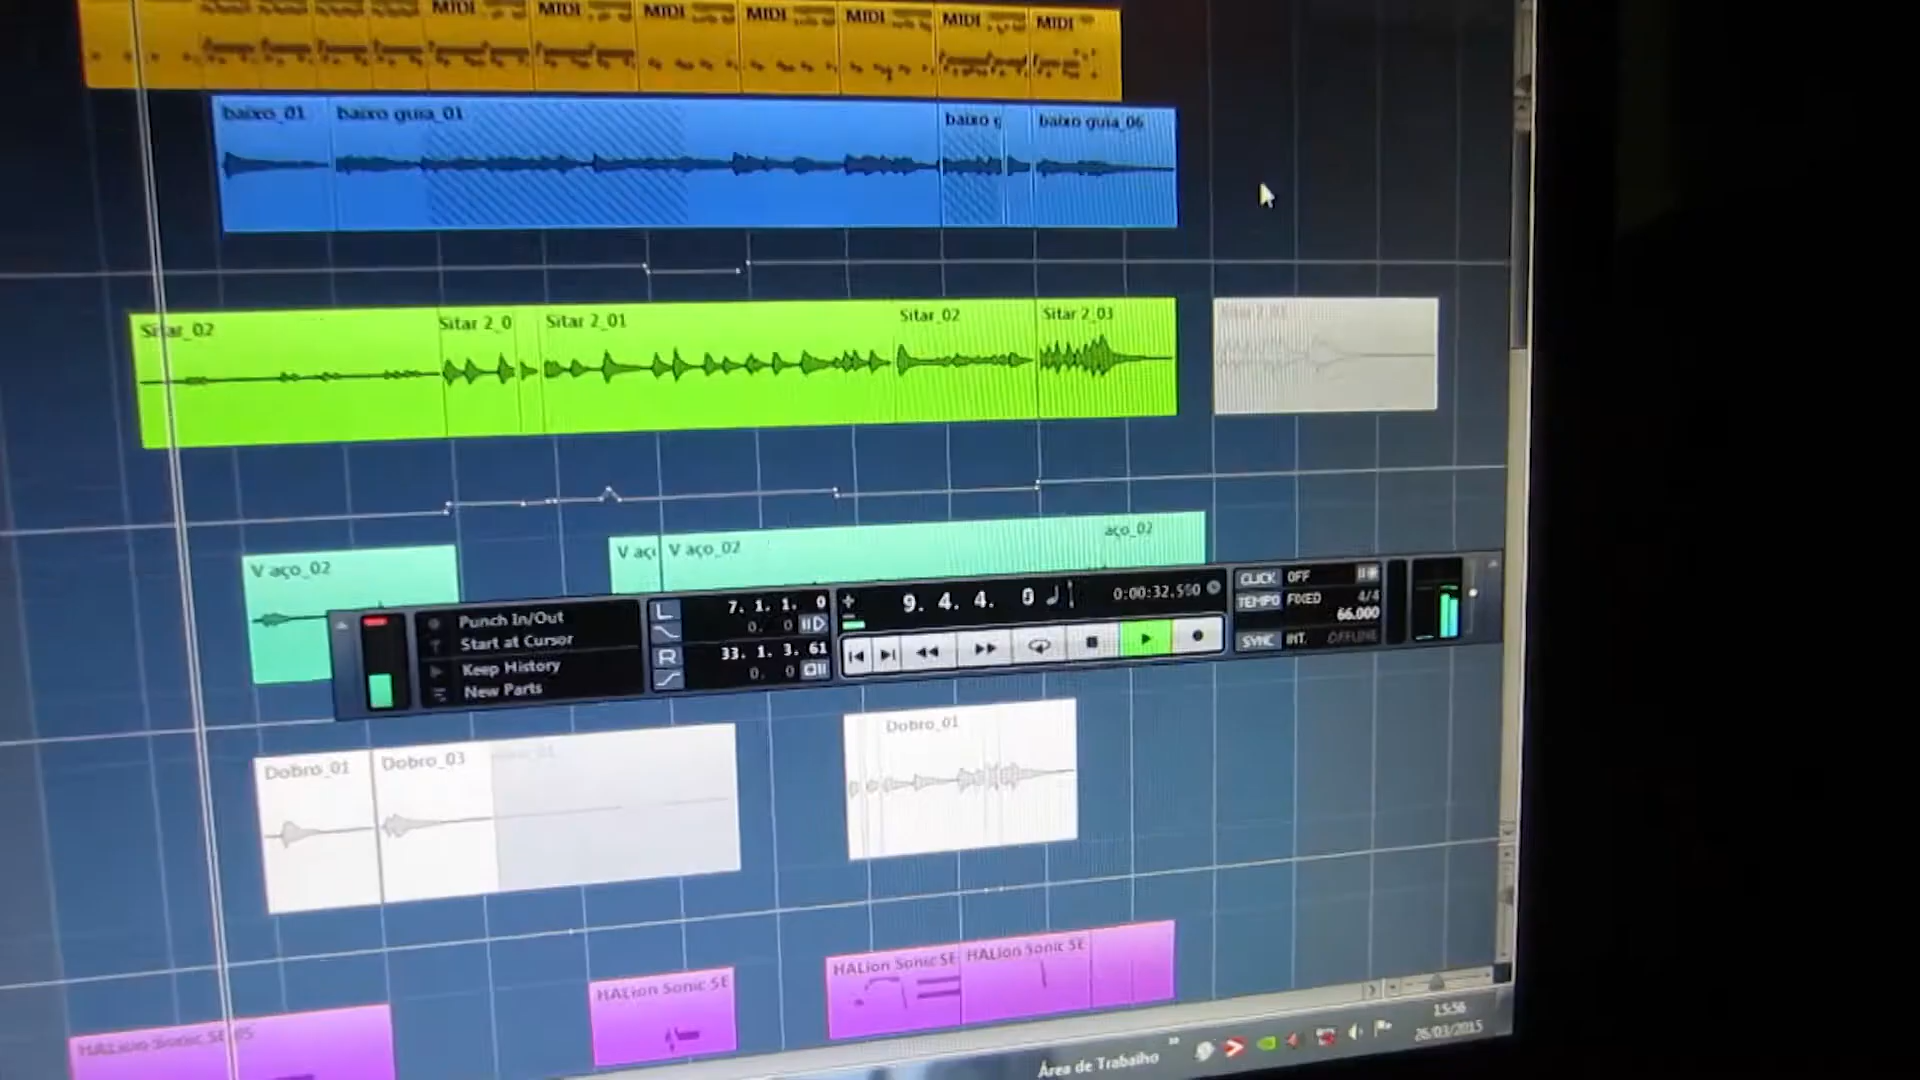 MIDI MIDI MIDI MIDI MIDI MIDI MIDI
baixo_01 baixo guia_01 baixo g baixo guia_06
Sitar_02 Sitar 2_0 Sitar 2_01 Sitar_02 Sitar 2_03
V aço_02 V aç V aço_02 aço_02
Punch In/Out
Start at Cursor
Keep History
New Parts
L 7. 1. 1. 0
0. 0
R 33. 1. 3. 61
0. 0
9. 4. 4. 0 0:00:32.590
CLICK OFF
TEMPO FIXED 4/4
66.000
SYNC INT. OFFLINE
Dobro_01 Dobro_03 Dobro_01
HALion Sonic SE HALion Sonic SE HALion Sonic SE HALion Sonic SE
Área de Trabalho
15:56
26/03/2015